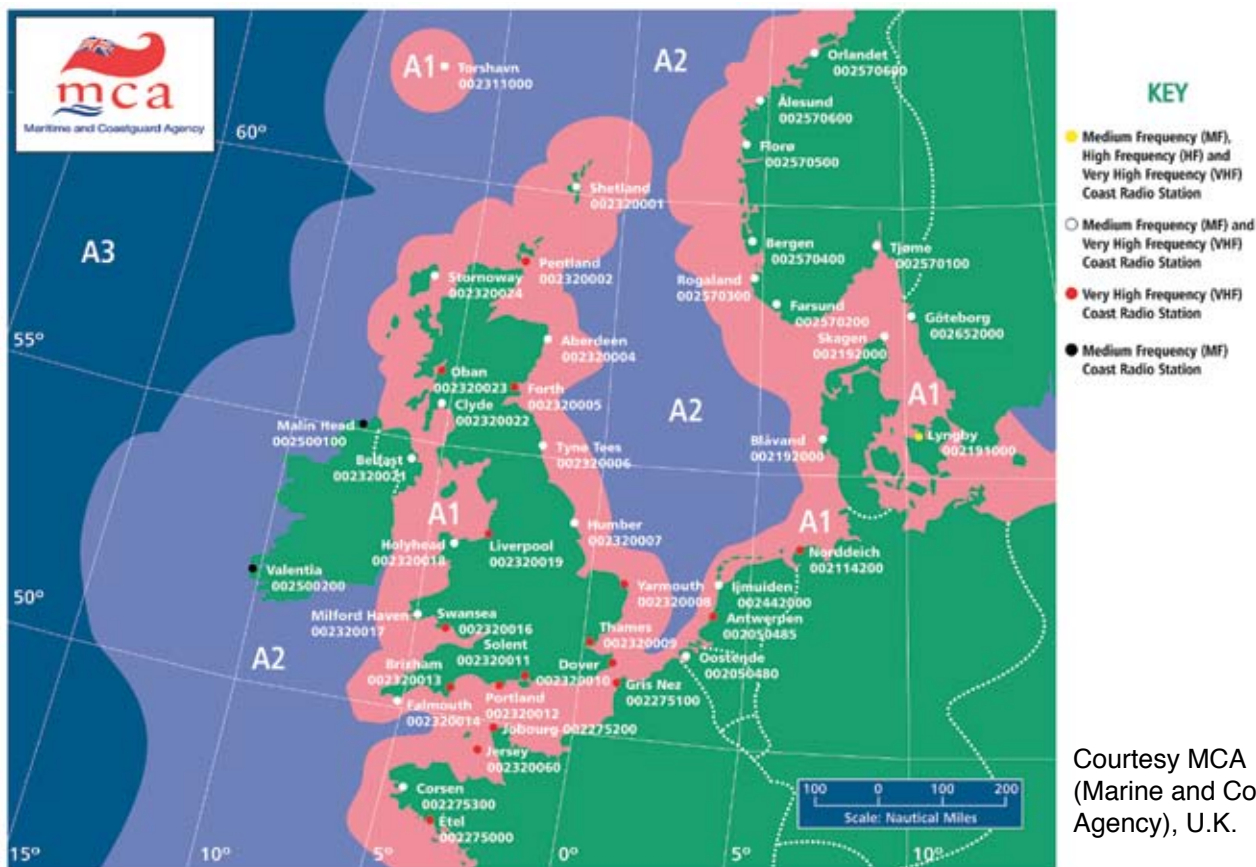 mca
Maritime and Coastguard Agency
A1
Torshavn
002311000
A2
Orlandet
002570600
Ålesund
002570600
Florø
002570500
60°
Shetland
002320001
Bergen
002570400
Tjøme
002570100
A3
Stornoway
002320024
Pentland
002320002
Rogaland
002570300
Farsund
002570200
Göteborg
002652000
Skagen
002192000
55°
Aberdeen
002320004
Oban
002320023
Forth
002320005
Clyde
002320022
A2
A1
Malin Head
002500100
Tyne Tees
002320006
Blåvand
002192000
Lyngby
002191000
Belfast
002320021
A1
Humber
002320007
A1
Holyhead
002320018
Liverpool
002320019
Norddeich
002114200
Valentia
002500200
Yarmouth
002320008
Ijmuiden
002442000
50°
Milford Haven
002320017
Swansea
002320016
Thames
002320009
Antwerpen
002050485
A2
Solent
002320011
Dover
002320010
Oostende
002050480
Brixham
002320013
Gris Nez
002275100
Falmouth
002320014
Portland
002320012
Jobourg 002275200
Jersey
002320060
Corsen
002275300
Étel
002275000
100 0 100 200
Scale: Nautical Miles
15° 10° 5° 0° 5° 10°
KEY
Medium Frequency (MF),
High Frequency (HF) and
Very High Frequency (VHF)
Coast Radio Station
Medium Frequency (MF) and
Very High Frequency (VHF)
Coast Radio Station
Very High Frequency (VHF)
Coast Radio Station
Medium Frequency (MF)
Coast Radio Station
Courtesy MCA
(Marine and Co
Agency), U.K.